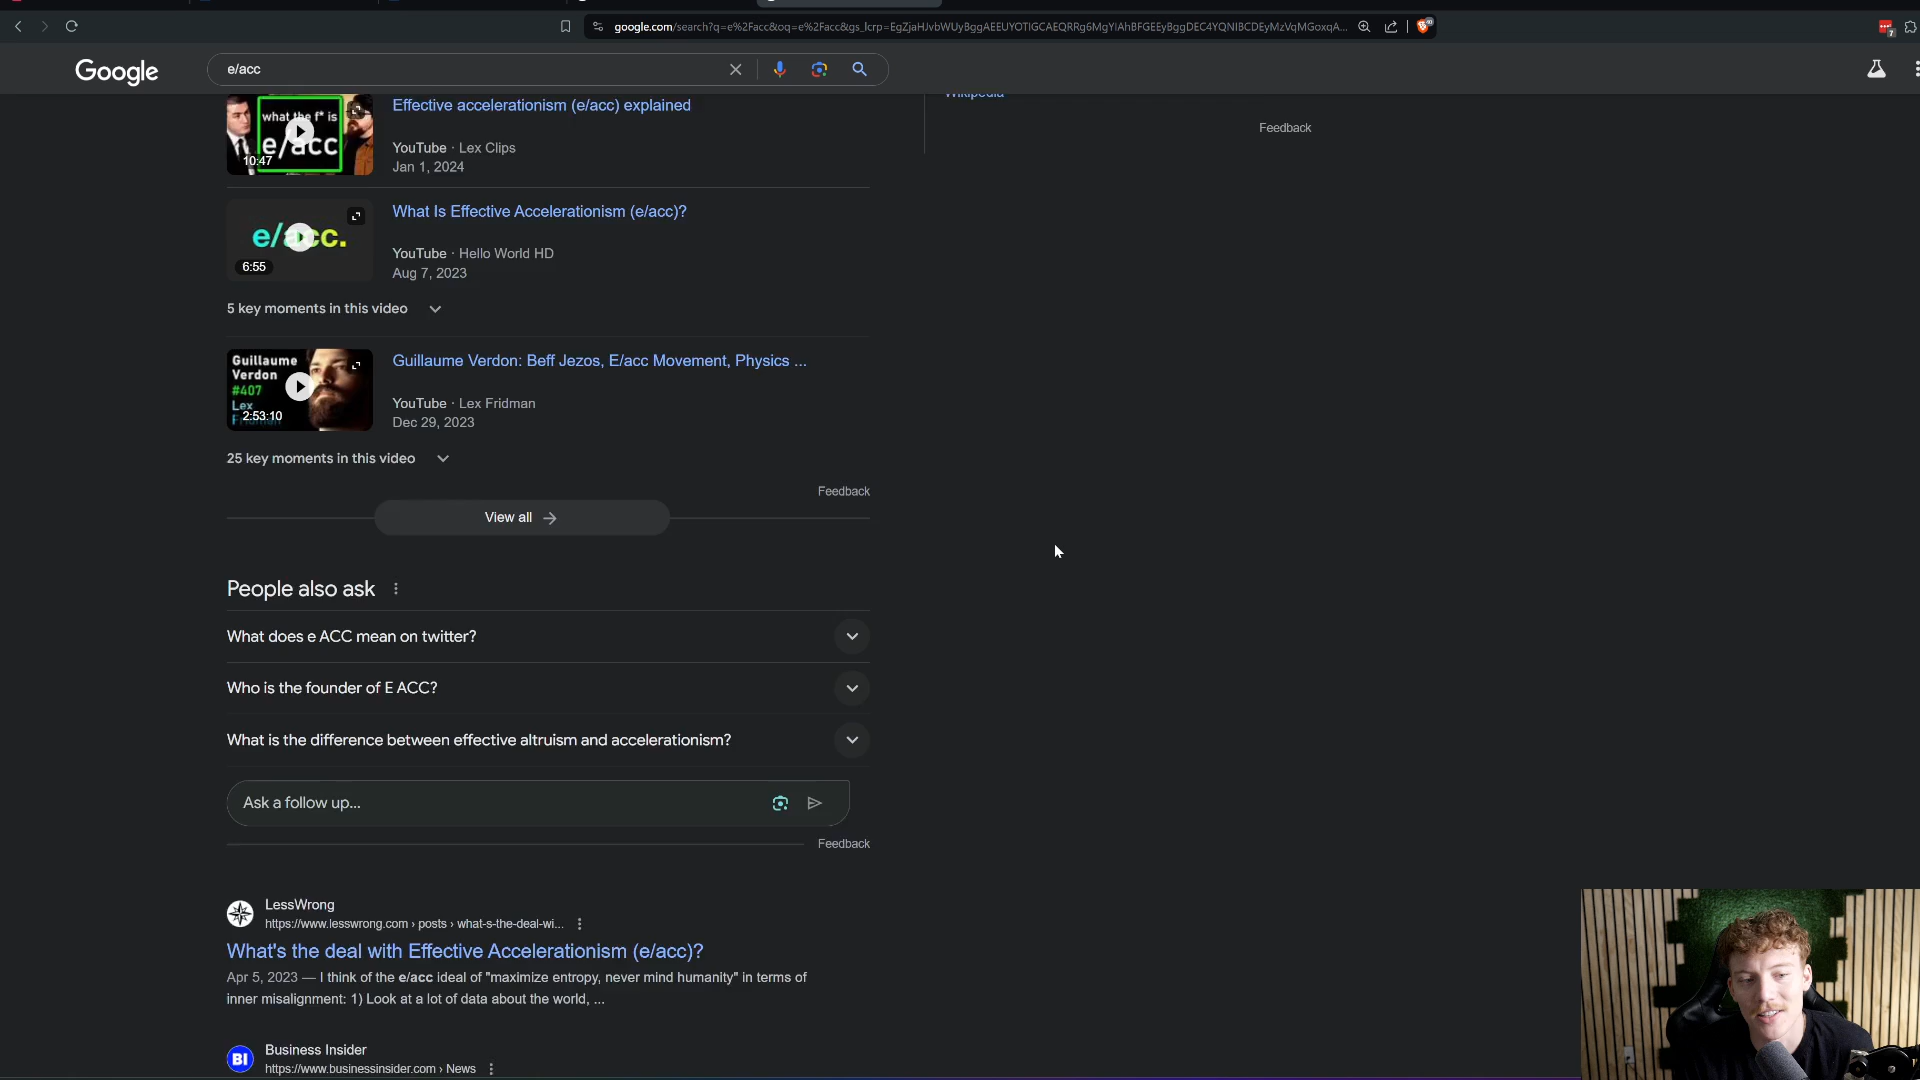 google.com/search?q=e%2Facc&oq=e%2Facc&gs_lcrp=EgZjaHJvbWUyBggAEEUYOTIGCAEQRRg6MgYIAhBFGEEyBggDEC4YQNIBCDEyMzVqMGoxqA...
7
Google
e/acc
Wikipedia
Feedback
what the f* is
e/acc
10:47
Effective accelerationism (e/acc) explained
YouTube · Lex Clips
Jan 1, 2024
6:55
What Is Effective Accelerationism (e/acc)?
YouTube · Hello World HD
Aug 7, 2023
5 key moments in this video
Guillaume
Verdon
#407
Lex
Fridman
2:53:10
Guillaume Verdon: Beff Jezos, E/acc Movement, Physics ...
YouTube · Lex Fridman
Dec 29, 2023
25 key moments in this video
Feedback
View all
People also ask
What does e ACC mean on twitter?
Who is the founder of E ACC?
What is the difference between effective altruism and accelerationism?
Ask a follow up...
Feedback
LessWrong
https://www.lesswrong.com › posts › what-s-the-deal-wi...
What's the deal with Effective Accelerationism (e/acc)?
Apr 5, 2023 — I think of the e/acc ideal of "maximize entropy, never mind humanity" in terms of
inner misalignment: 1) Look at a lot of data about the world, ...
BI
Business Insider
https://www.businessinsider.com › News